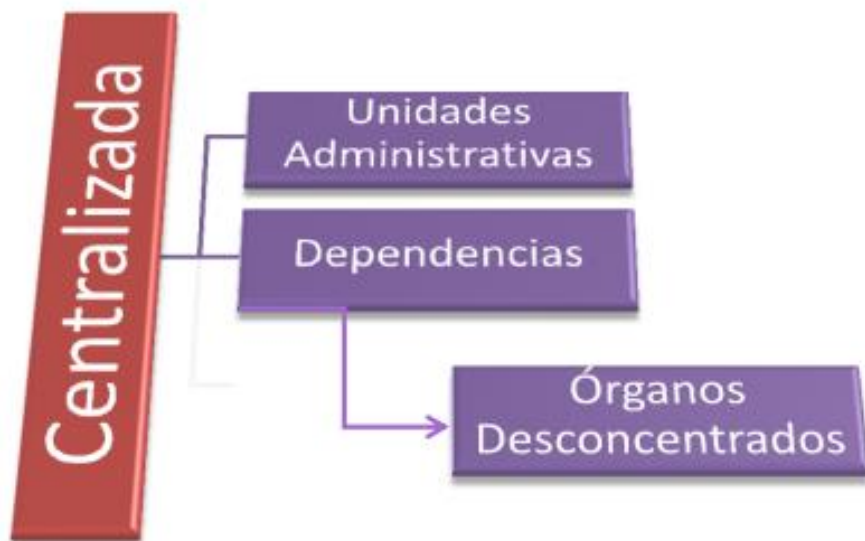 Centralizada
Unidades
Administrativas
Dependencias
Órganos
Desconcentrados